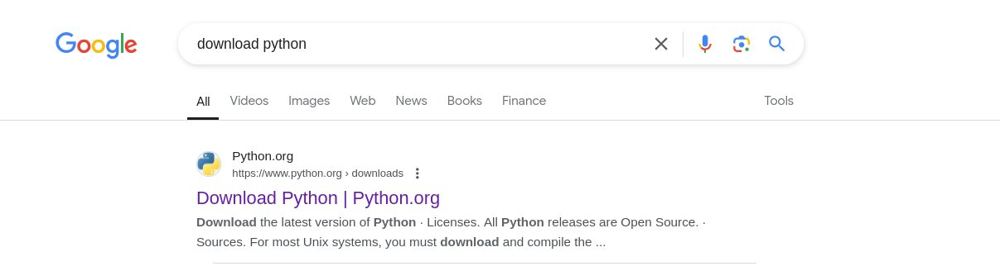 Google
download python
All Videos Images Web News Books Finance Tools
Python.org
https://www.python.org › downloads
Download Python | Python.org
Download the latest version of Python · Licenses. All Python releases are Open Source. ·
Sources. For most Unix systems, you must download and compile the ...